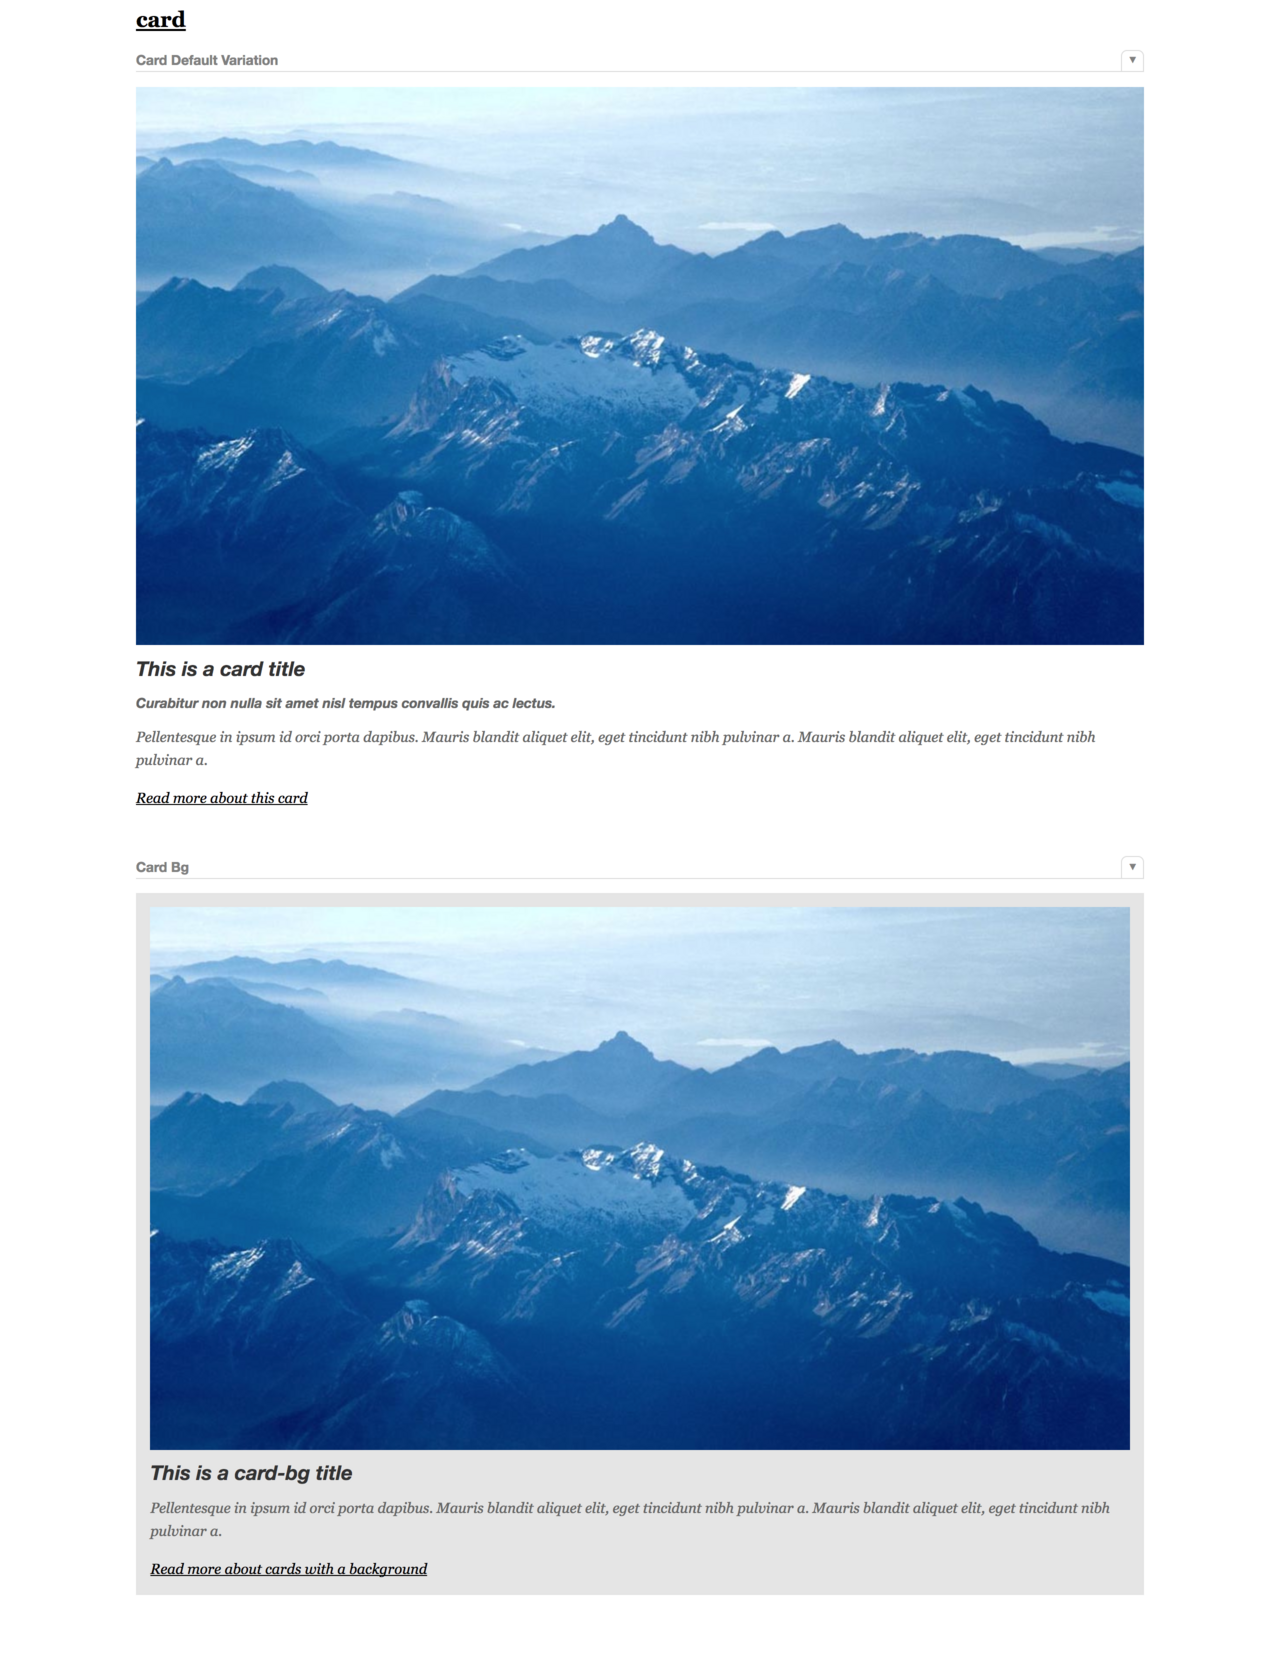 card
Card Default Variation
▼
This is a card title
Curabitur non nulla sit amet nisl tempus convallis quis ac lectus.
Pellentesque in ipsum id orci porta dapibus. Mauris blandit aliquet elit, eget tincidunt nibh pulvinar a. Mauris blandit aliquet elit, eget tincidunt nibh
pulvinar a.
Read more about this card
Card Bg
▼
This is a card-bg title
Pellentesque in ipsum id orci porta dapibus. Mauris blandit aliquet elit, eget tincidunt nibh pulvinar a. Mauris blandit aliquet elit, eget tincidunt nibh
pulvinar a.
Read more about cards with a background